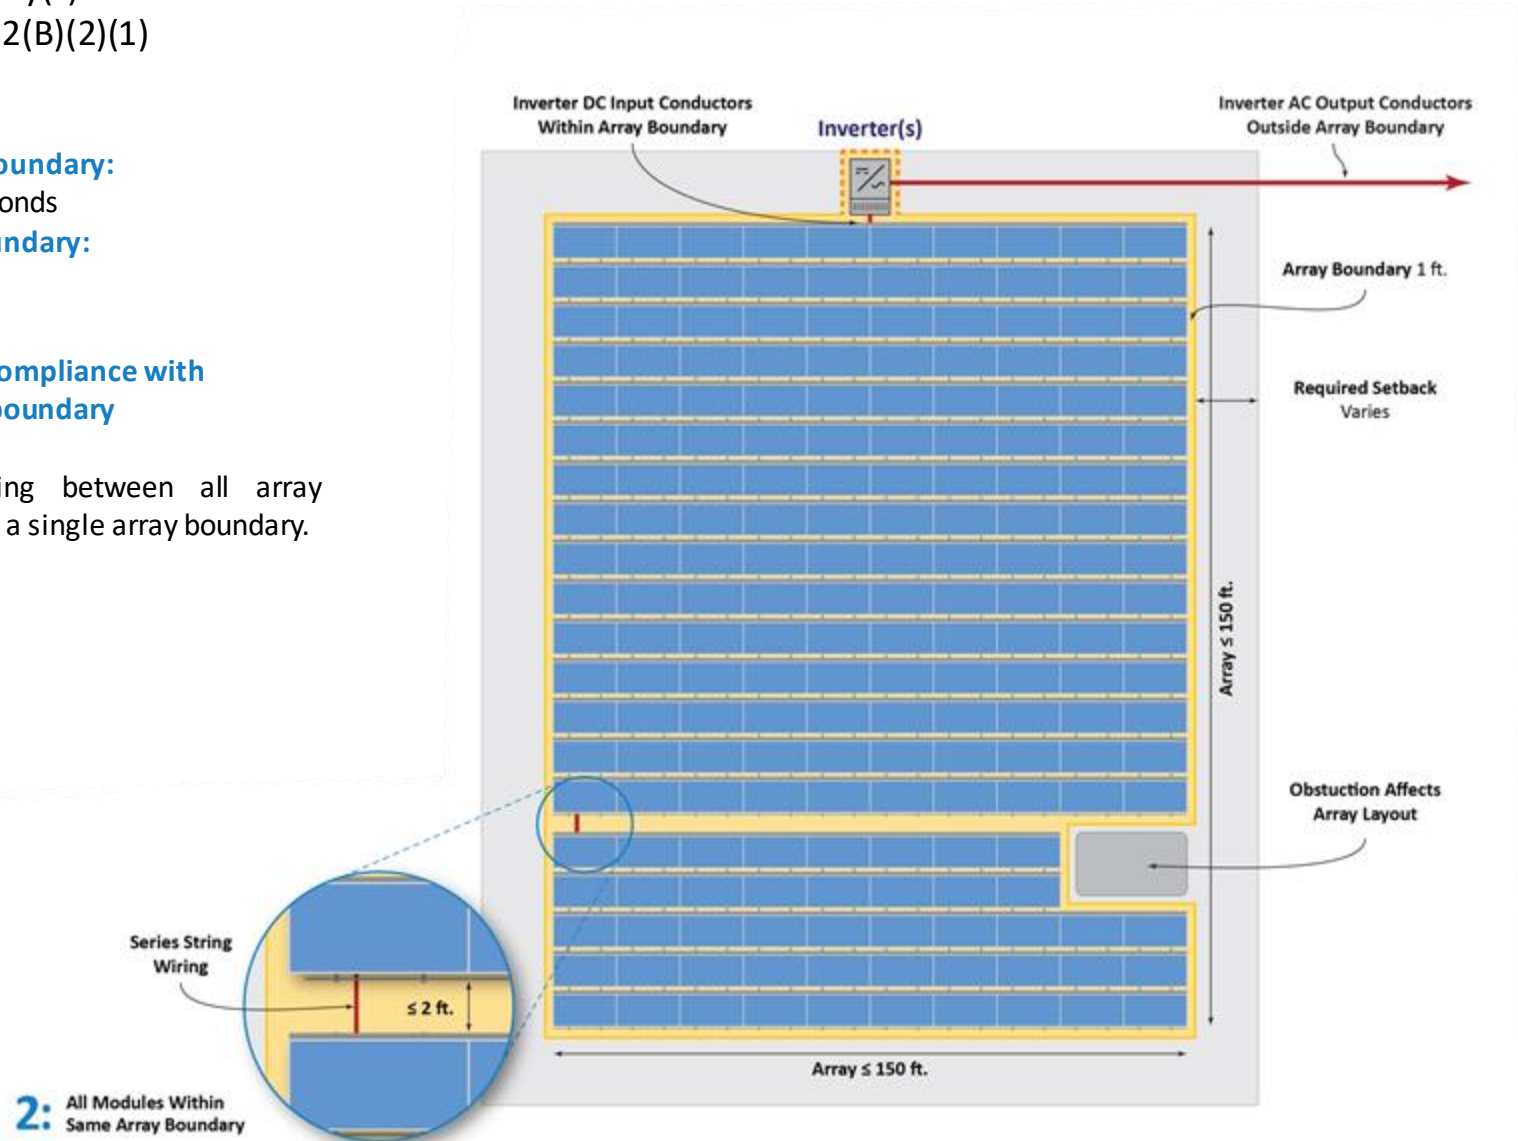 2(B)(2)(1)
oundary:
onds
undary:
ompliance with
boundary
ing between all array
a single array boundary.
Inverter DC Input Conductors
Within Array Boundary
Inverter(s)
Inverter AC Output Conductors
Outside Array Boundary
Array Boundary 1 ft.
Required Setback
Varies
Array ≤ 150 ft.
Obstuction Affects
Array Layout
Series String
Wiring
≤ 2 ft.
Array ≤ 150 ft.
2: All Modules Within
Same Array Boundary